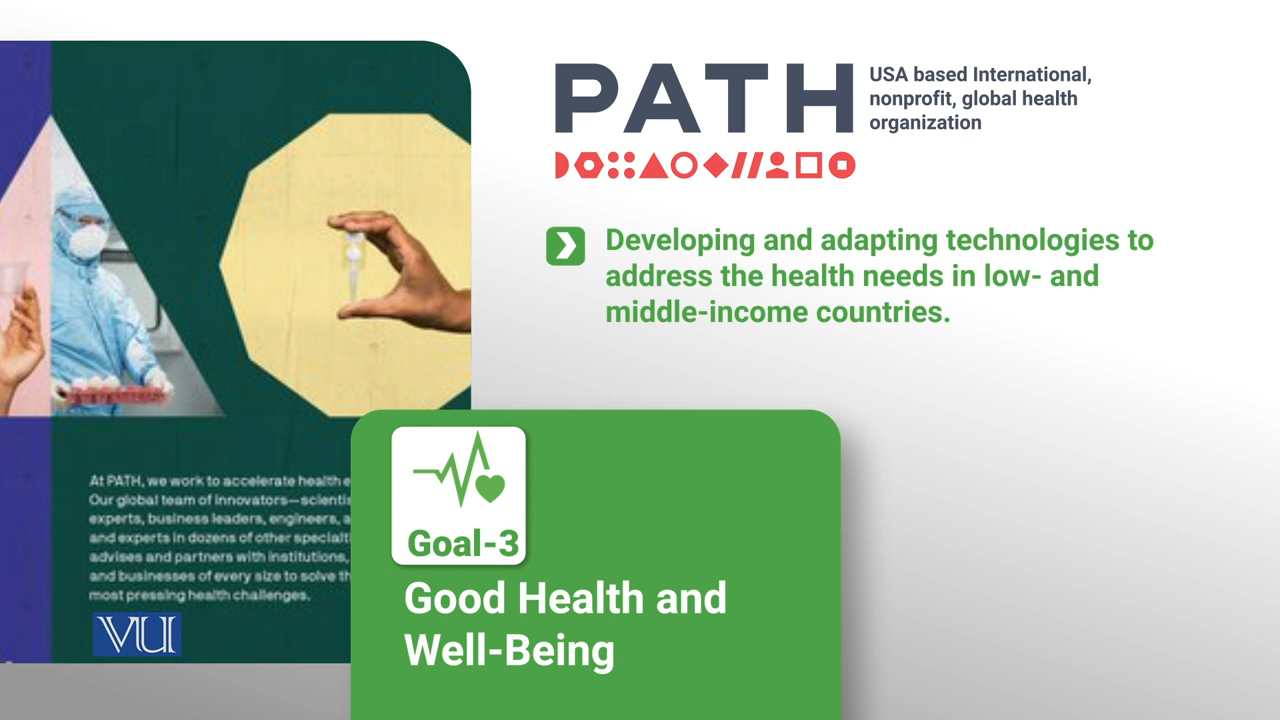 PATH
USA based International,
nonprofit, global health
organization
Developing and adapting technologies to
address the health needs in low- and
middle-income countries.
At PATH, we work to accelerate health
Our global team of innovators—
experts, business leaders, engineers,
and experts in dozens of other
advises and partners with institutions,
and businesses of every size to solve
most pressing health challenges.
VU
Goal-3
Good Health and
Well-Being